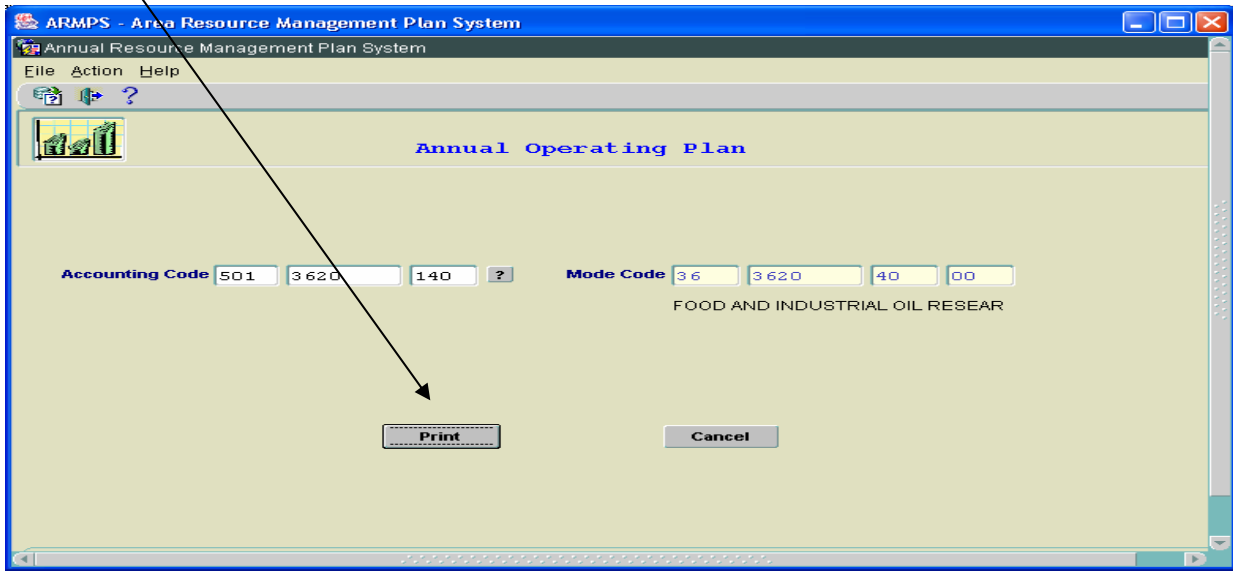 ARMPS - Area Resource Management Plan System
Annual Resource Management Plan System
File Action Help
?
Annual Operating Plan
Accounting Code 501 3620 140 ? Mode Code 36 3620 40 00
FOOD AND INDUSTRIAL OIL RESEAR
Print Cancel